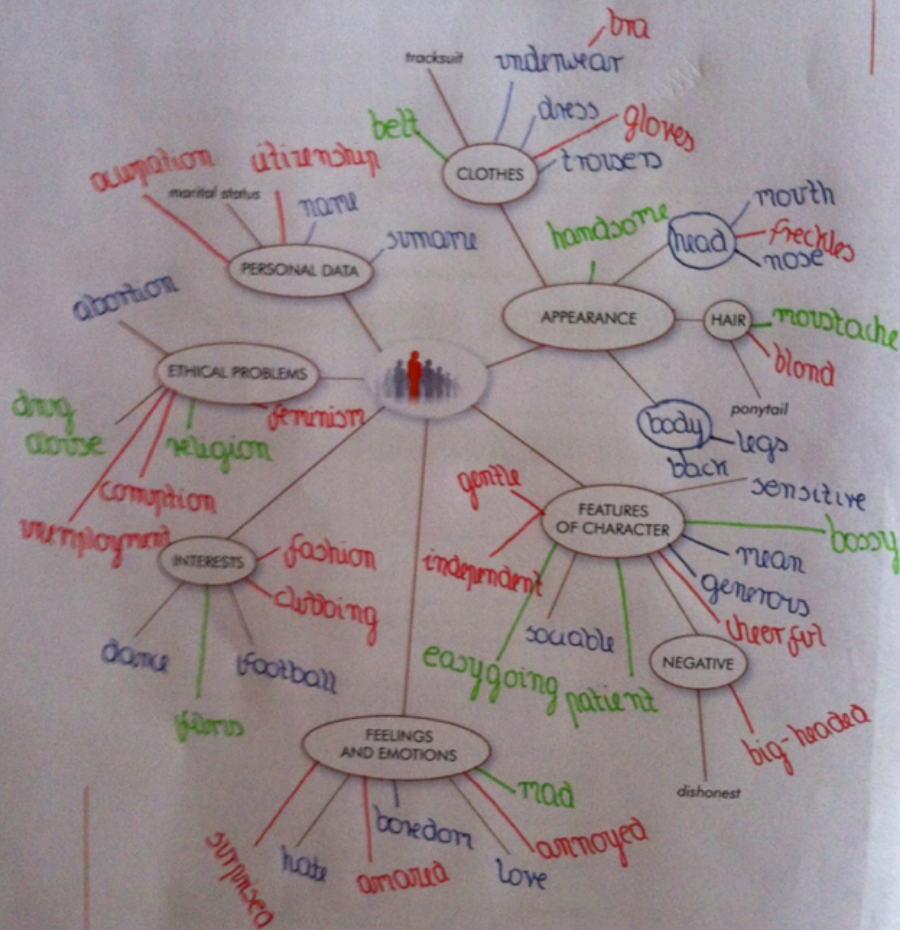 bra
tracksuit
underwear
dress
belt
gloves
trousers
CLOTHES
citizenship
marital status
name
surname
PERSONAL DATA
handsome
head
mouth
freckles
nose
abortion
APPEARANCE
HAIR
moustache
blond
ponytail
ETHICAL PROBLEMS
feminism
drug
abuse
religion
corruption
unemployment
body
legs
back
gentle
FEATURES
OF CHARACTER
sensitive
bossy
mean
generous
cheerful
independent
sociable
easygoing
patient
NEGATIVE
big-headed
dishonest
INTERESTS
fashion
clubbing
dance
football
films
FEELINGS
AND EMOTIONS
mad
annoyed
boredom
love
hate
surprised